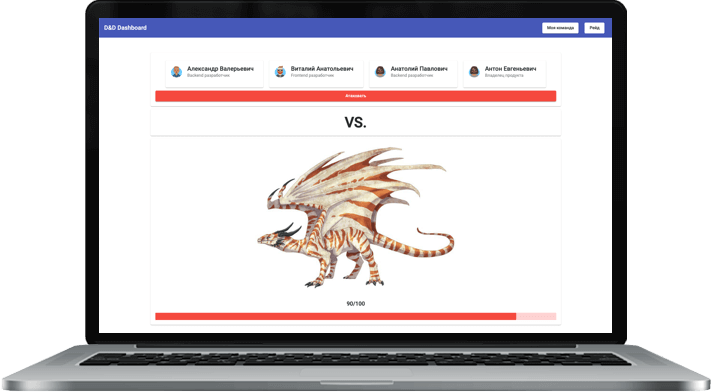 D&D Dashboard
Моя команда
Рейд
Александр Валерьевич
Backend разработчик
Виталий Анатольевич
Frontend разработчик
Анатолий Павлович
Backend разработчик
Антон Евгеньевич
Владелец продукта
Атаковать
VS.
90/100